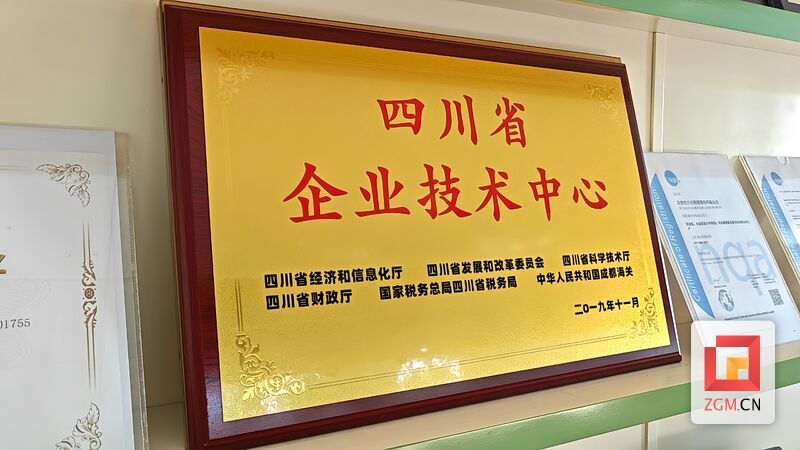 四川省
企业技术中心
四川省经济和信息化厅 四川省发展和改革委员会 四川省科学技术厅
四川省财政厅 国家税务总局四川省税务局 中华人民共和国成都海关
二〇一九年十一月
01755
Certificate of Registration
ZGM.CN